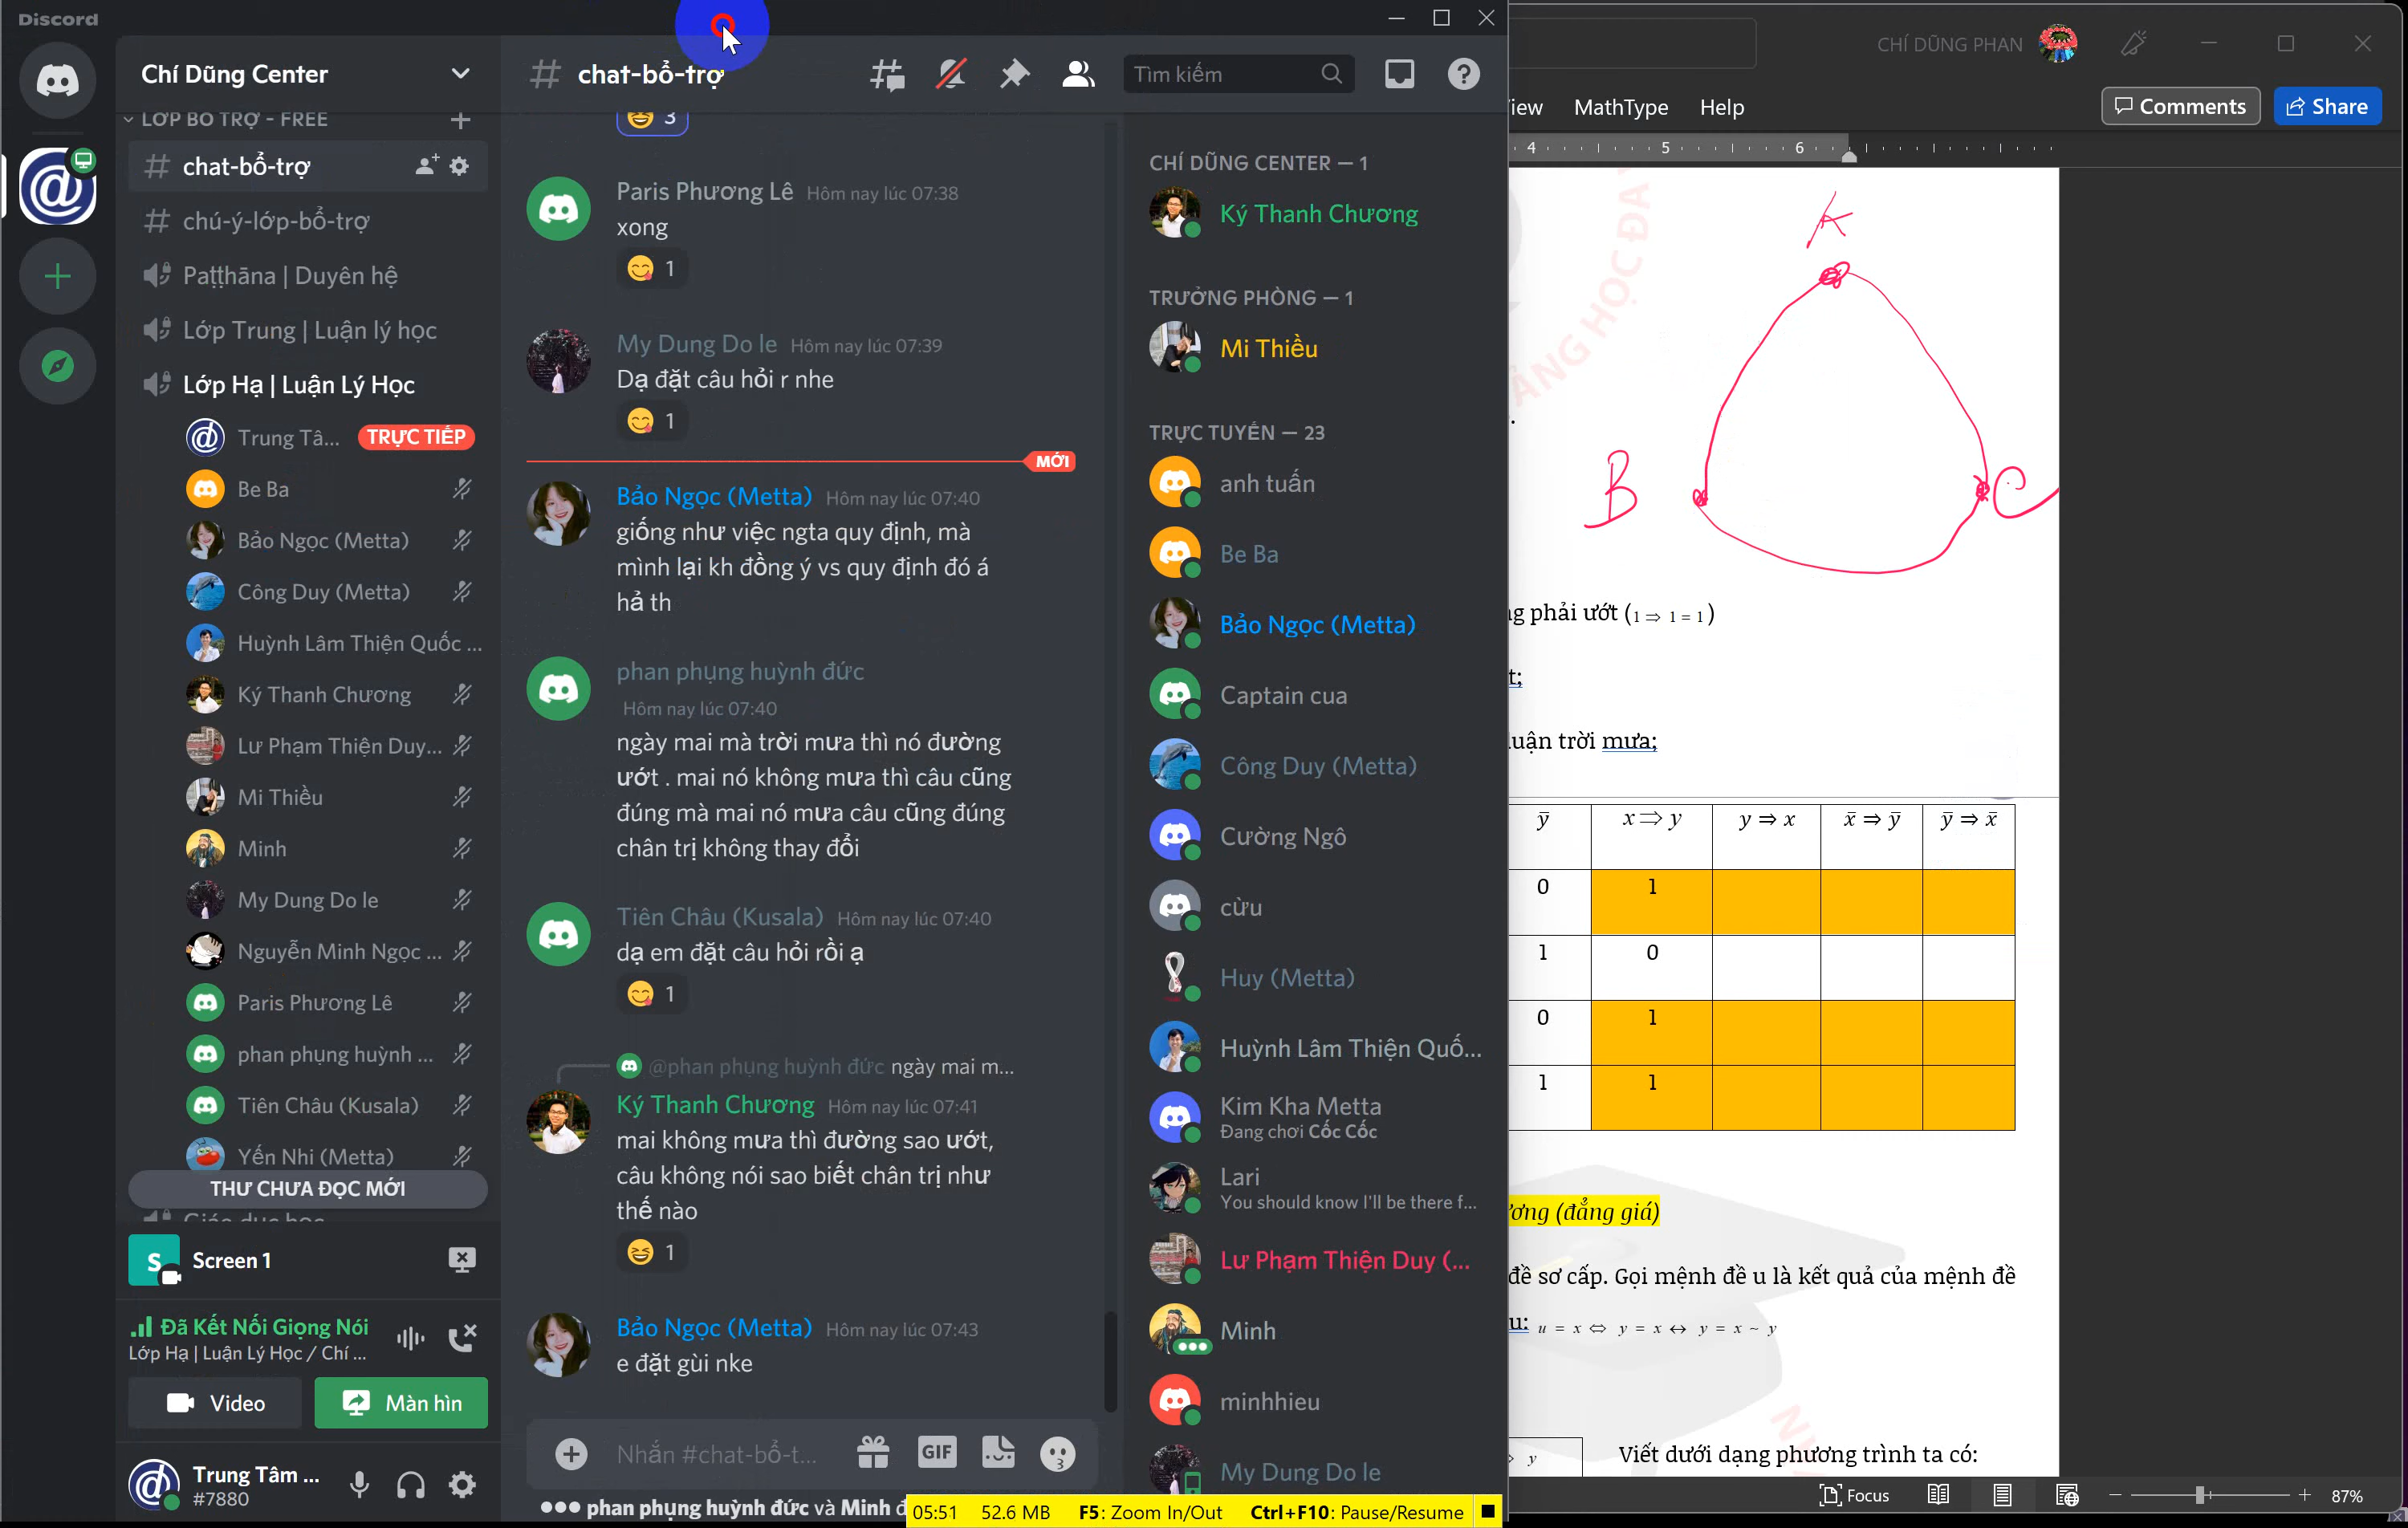 Discord
Chí Dũng Center
LỚP BỔ TRỢ - FREE
chat-bổ-trợ
chú-ý-lớp-bổ-trợ
Paṭṭhāna | Duyên hệ
Lớp Trung | Luận lý học
Lớp Hạ | Luận Lý Học
Trung Tâ... TRỰC TIẾP
Be Ba
Bảo Ngọc (Metta)
Công Duy (Metta)
Huỳnh Lâm Thiện Quốc ...
Ký Thanh Chương
Lư Phạm Thiện Duy...
Mi Thiều
Minh
My Dung Do le
Nguyễn Minh Ngọc ...
Paris Phương Lê
phan phụng huỳnh ...
Tiên Châu (Kusala)
Yến Nhi (Metta)
THƯ CHƯA ĐỌC MỚI
S Screen 1
Đã Kết Nối Giọng Nói
Lớp Hạ | Luận Lý Học / Chí ...
Video
Màn hìn
Trung Tâm ...
#7880
# chat-bổ-trợ
Tìm kiếm
3
Paris Phương Lê Hôm nay lúc 07:38
xong
1
My Dung Do le Hôm nay lúc 07:39
Dạ đặt câu hỏi r nhe
1
MỚI
Bảo Ngọc (Metta) Hôm nay lúc 07:40
giống như việc ngta quy định, mà
mình lại kh đồng ý vs quy định đó á
hả th
phan phụng huỳnh đức
Hôm nay lúc 07:40
ngày mai mà trời mưa thì nó đường
ướt . mai nó không mưa thì câu cũng
đúng mà mai nó mưa câu cũng đúng
chân trị không thay đổi
Tiên Châu (Kusala) Hôm nay lúc 07:40
dạ em đặt câu hỏi rồi ạ
1
@phan phụng huỳnh đức ngày mai m...
Ký Thanh Chương Hôm nay lúc 07:41
mai không mưa thì đường sao ướt,
câu không nói sao biết chân trị như
thế nào
1
Bảo Ngọc (Metta) Hôm nay lúc 07:43
e đặt gùi nke
Nhắn #chat-bổ-t...
GIF
phan phụng huỳnh đức và Minh đ
05:51 52.6 MB F5: Zoom In/Out Ctrl+F10: Pause/Resume
CHÍ DŨNG CENTER — 1
Ký Thanh Chương
TRƯỞNG PHÒNG — 1
Mi Thiều
TRỰC TUYẾN — 23
anh tuấn
Be Ba
Bảo Ngọc (Metta)
Captain cua
Công Duy (Metta)
Cường Ngô
cừu
Huy (Metta)
Huỳnh Lâm Thiện Quố...
Kim Kha Metta
Đang chơi Cốc Cốc
Lari
You should know I'll be there f...
Lư Phạm Thiện Duy (...
Minh
minhhieu
My Dung Do le
CHÍ DŨNG PHAN
iew MathType Help
Comments Share
4 5 6
ẢNG HỌC ĐA
A
B
C
g phải ướt (1 ⇒ 1 = 1)
t;
uận trời mưa;
ȳ x ⇒ y y ⇒ x x̄ ⇒ ȳ ȳ ⇒ x̄
0 1
1 0
0 1
1 1
ơng (đẳng giá)
đề sơ cấp. Gọi mệnh đề u là kết quả của mệnh đề
u: u = x ⇔ y = x ↔ y = x ~ y
y Viết dưới dạng phương trình ta có:
Focus
87%